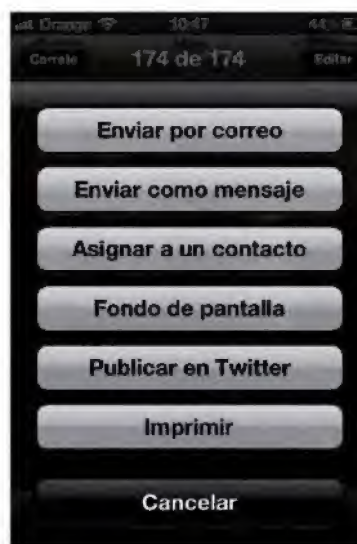 Orange 10:47 44
Carrete 174 de 174 Editar
Enviar por correo
Enviar como mensaje
Asignar a un contacto
Fondo de pantalla
Publicar en Twitter
Imprimir
Cancelar